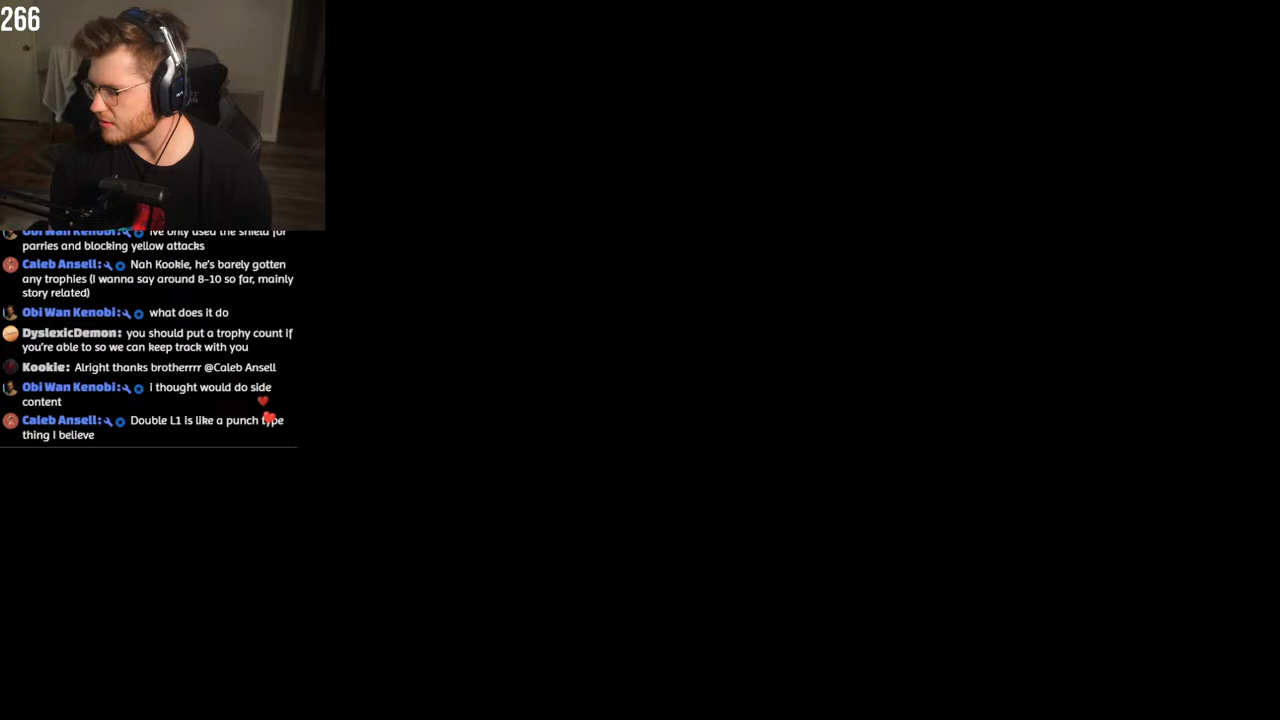 266
Obi Wan Kenobi: ive only used the shield for
parries and blocking yellow attacks
Caleb Ansell: Nah Kookie, he's barely gotten
any trophies (I wanna say around 8-10 so far, mainly
story related)
Obi Wan Kenobi: what does it do
DyslexicDemon: you should put a trophy count if
you're able to so we can keep track with you
Kookie: Alright thanks brotherrrr @Caleb Ansell
Obi Wan Kenobi: i thought would do side
content
Caleb Ansell: Double L1 is like a punch type
thing I believe